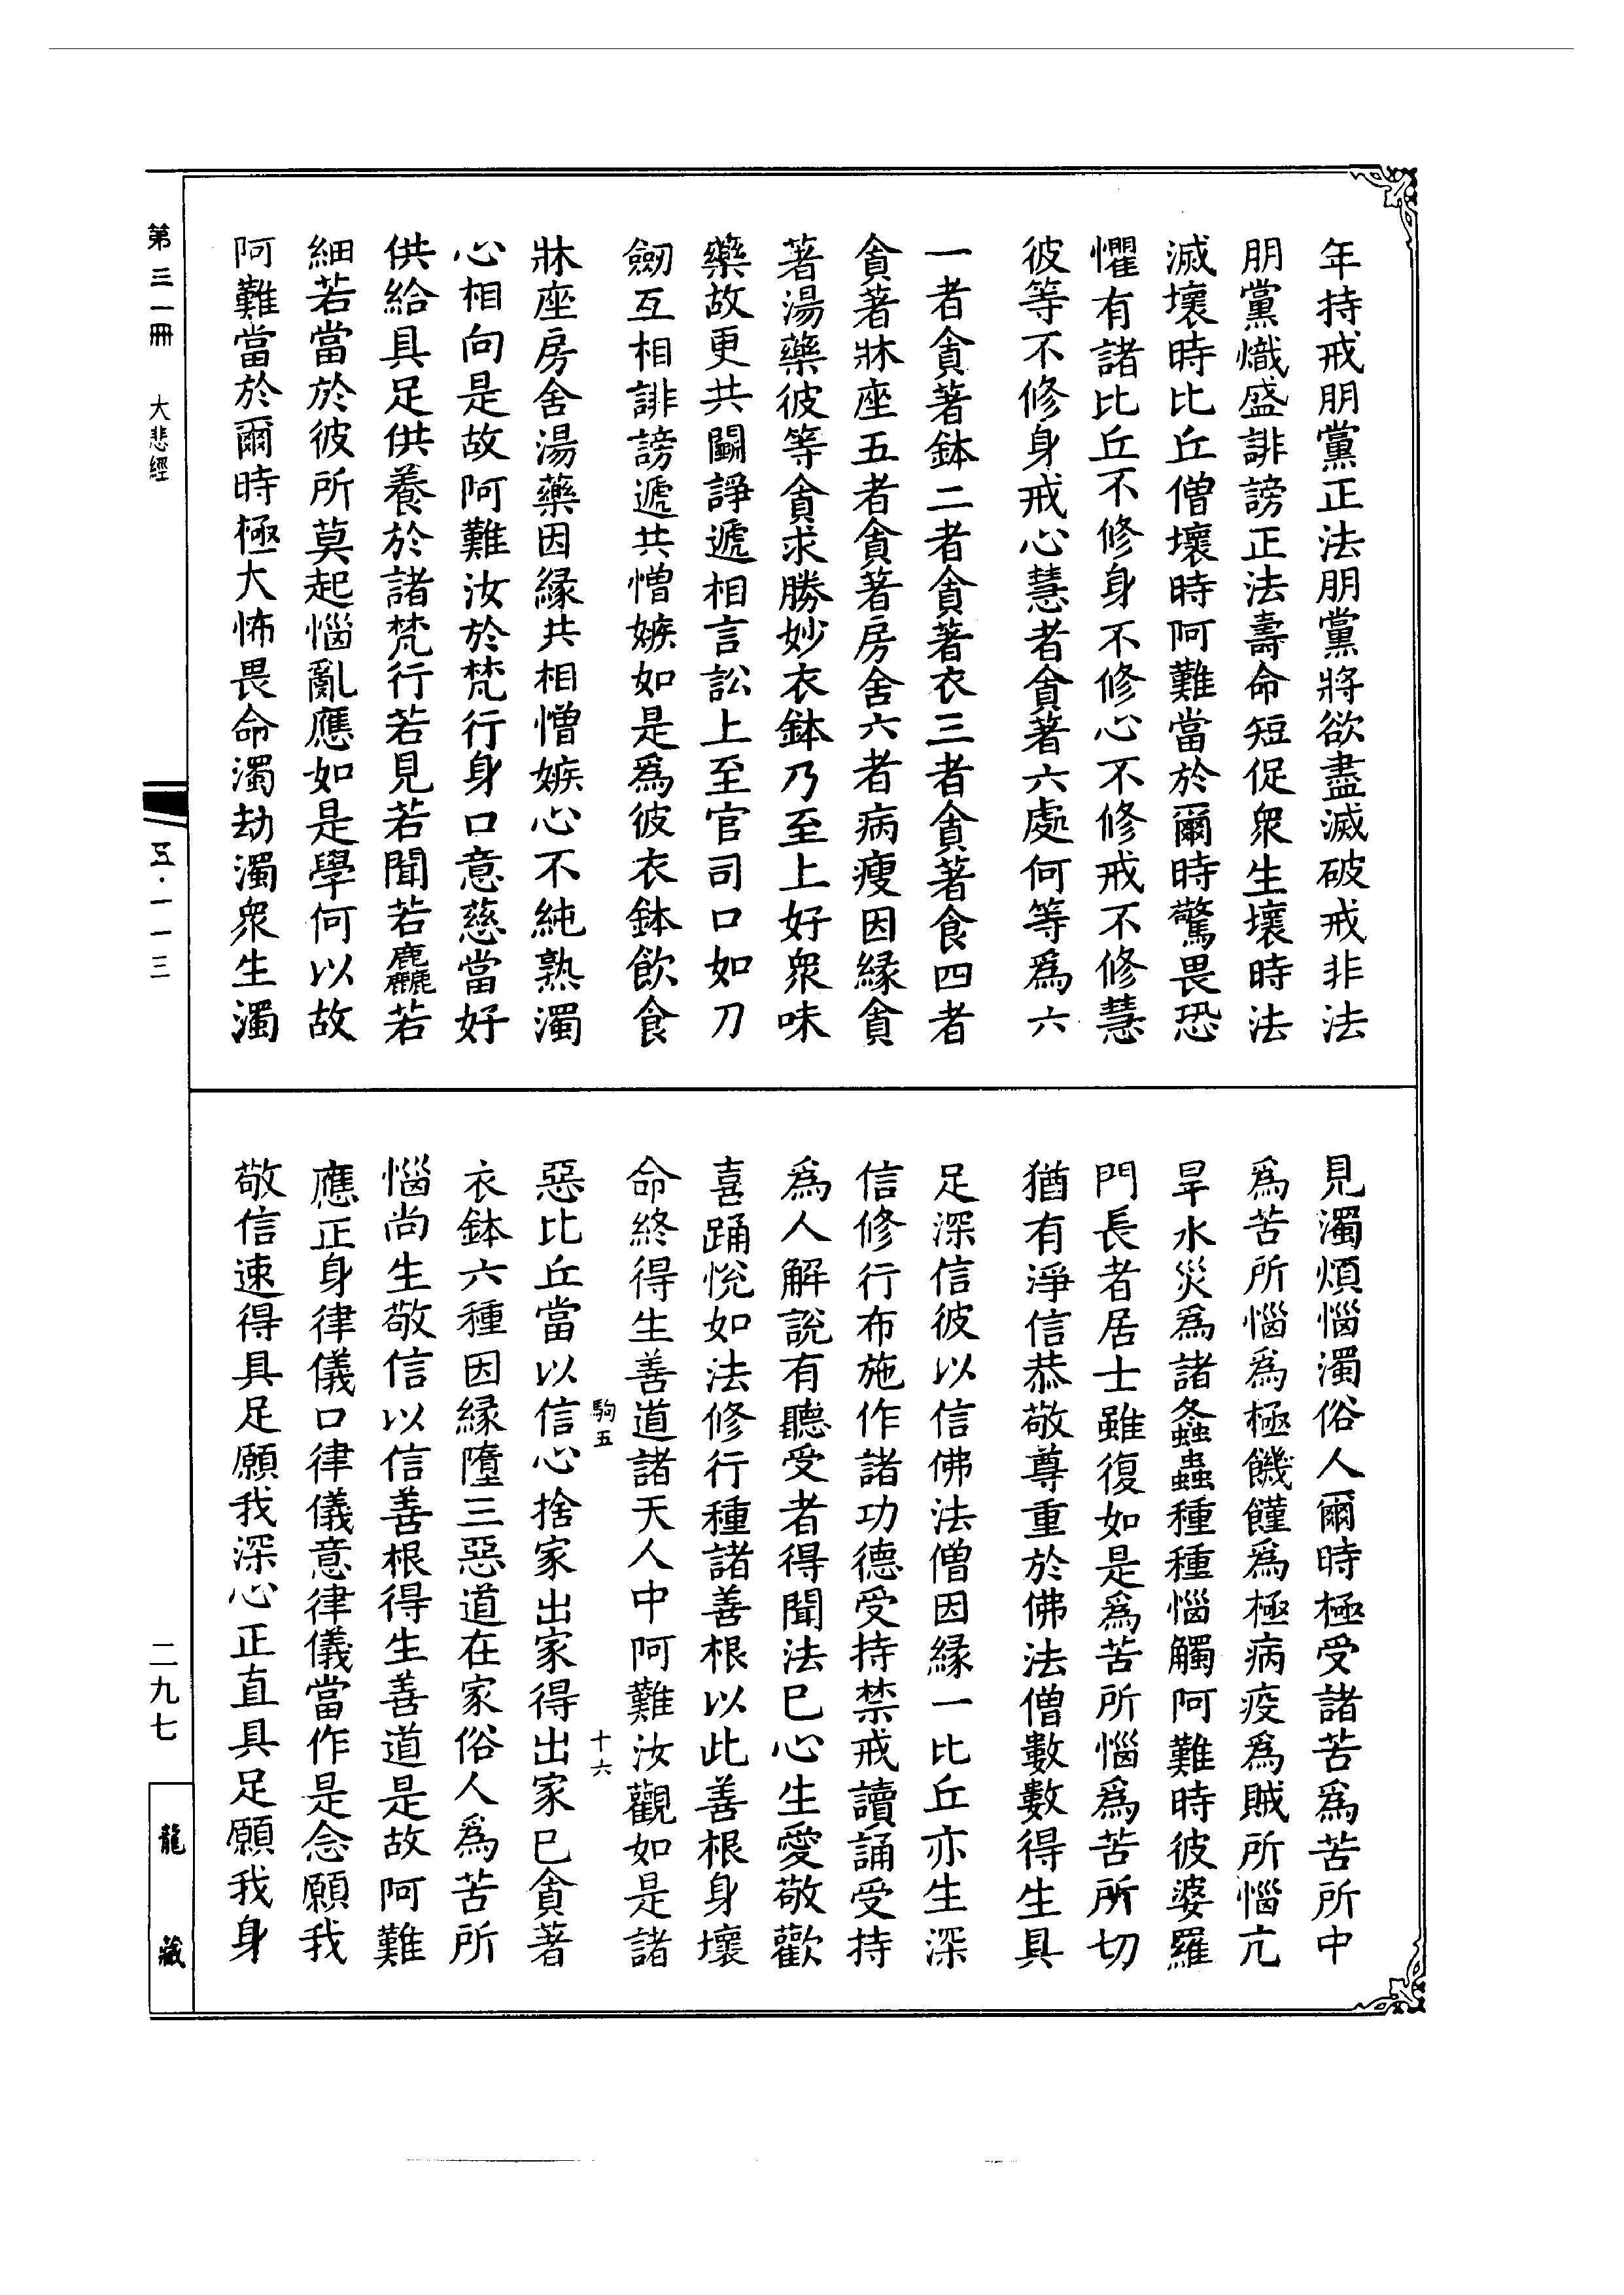 年持戒朋黨正法朋黨將欲盡滅破戒非法
朋黨熾盛誹謗正法壽命短促衆生壞時法
滅壞時比丘僧壞時阿難當於爾時驚畏恐
懼有諸比丘不修身不修心不修戒不修慧
彼等不修身戒心慧者貪著六處何等爲六
一者貪著鉢二者貪著衣三者貪著食四者
貪著牀座五者貪著房舍六者病瘦因緣貪
著湯藥彼等貪求勝妙衣鉢乃至上好衆味
藥故更共鬬諍遞相言訟上至官司口如刀
劒互相誹謗遞共憎嫉如是爲彼衣鉢飲食
牀座房舍湯藥因緣共相憎嫉心不純熟濁
心相向是故阿難汝於梵行身口意慈當好
供給具足供養於諸梵行若見若聞若麤若
細若當於彼所莫起惱亂應如是學何以故
阿難當於爾時極大怖畏命濁劫濁衆生濁
見濁煩惱濁俗人爾時極受諸苦爲苦所中
爲苦所惱爲極饑饉爲極病疫爲賊所惱亢
旱水災爲諸螽蟲種種惱觸阿難時彼婆羅
門長者居士雖復如是爲苦所惱爲苦所切
猶有淨信恭敬尊重於佛法僧數數得生具
足深信彼以信佛法僧因緣一比丘亦生深
信修行布施作諸功德受持禁戒讀誦受持
爲人解說有聽受者得聞法已心生愛敬歡
喜踊悅如法修行種諸善根以此善根身壞
命終得生善道諸天人中阿難汝觀如是諸
駒五 十六
惡比丘當以信心捨家出家得出家已貪著
衣鉢六種因緣墮三惡道在家俗人爲苦所
惱尚生敬信以信善根得生善道是故阿難
應正身律儀口律儀意律儀當作是念願我
敬信速得具足願我深心正直具足願我身
第三一冊 大悲經 五·一一三 二九七 龍藏